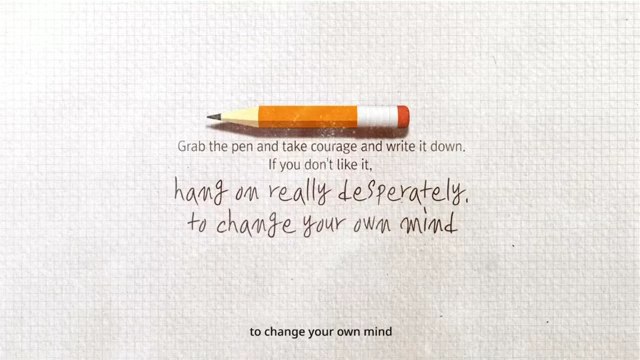 Grab the pen and take courage and write it down.
If you don't like it,
hang on really desperately.
to change your own mind
to change your own mind